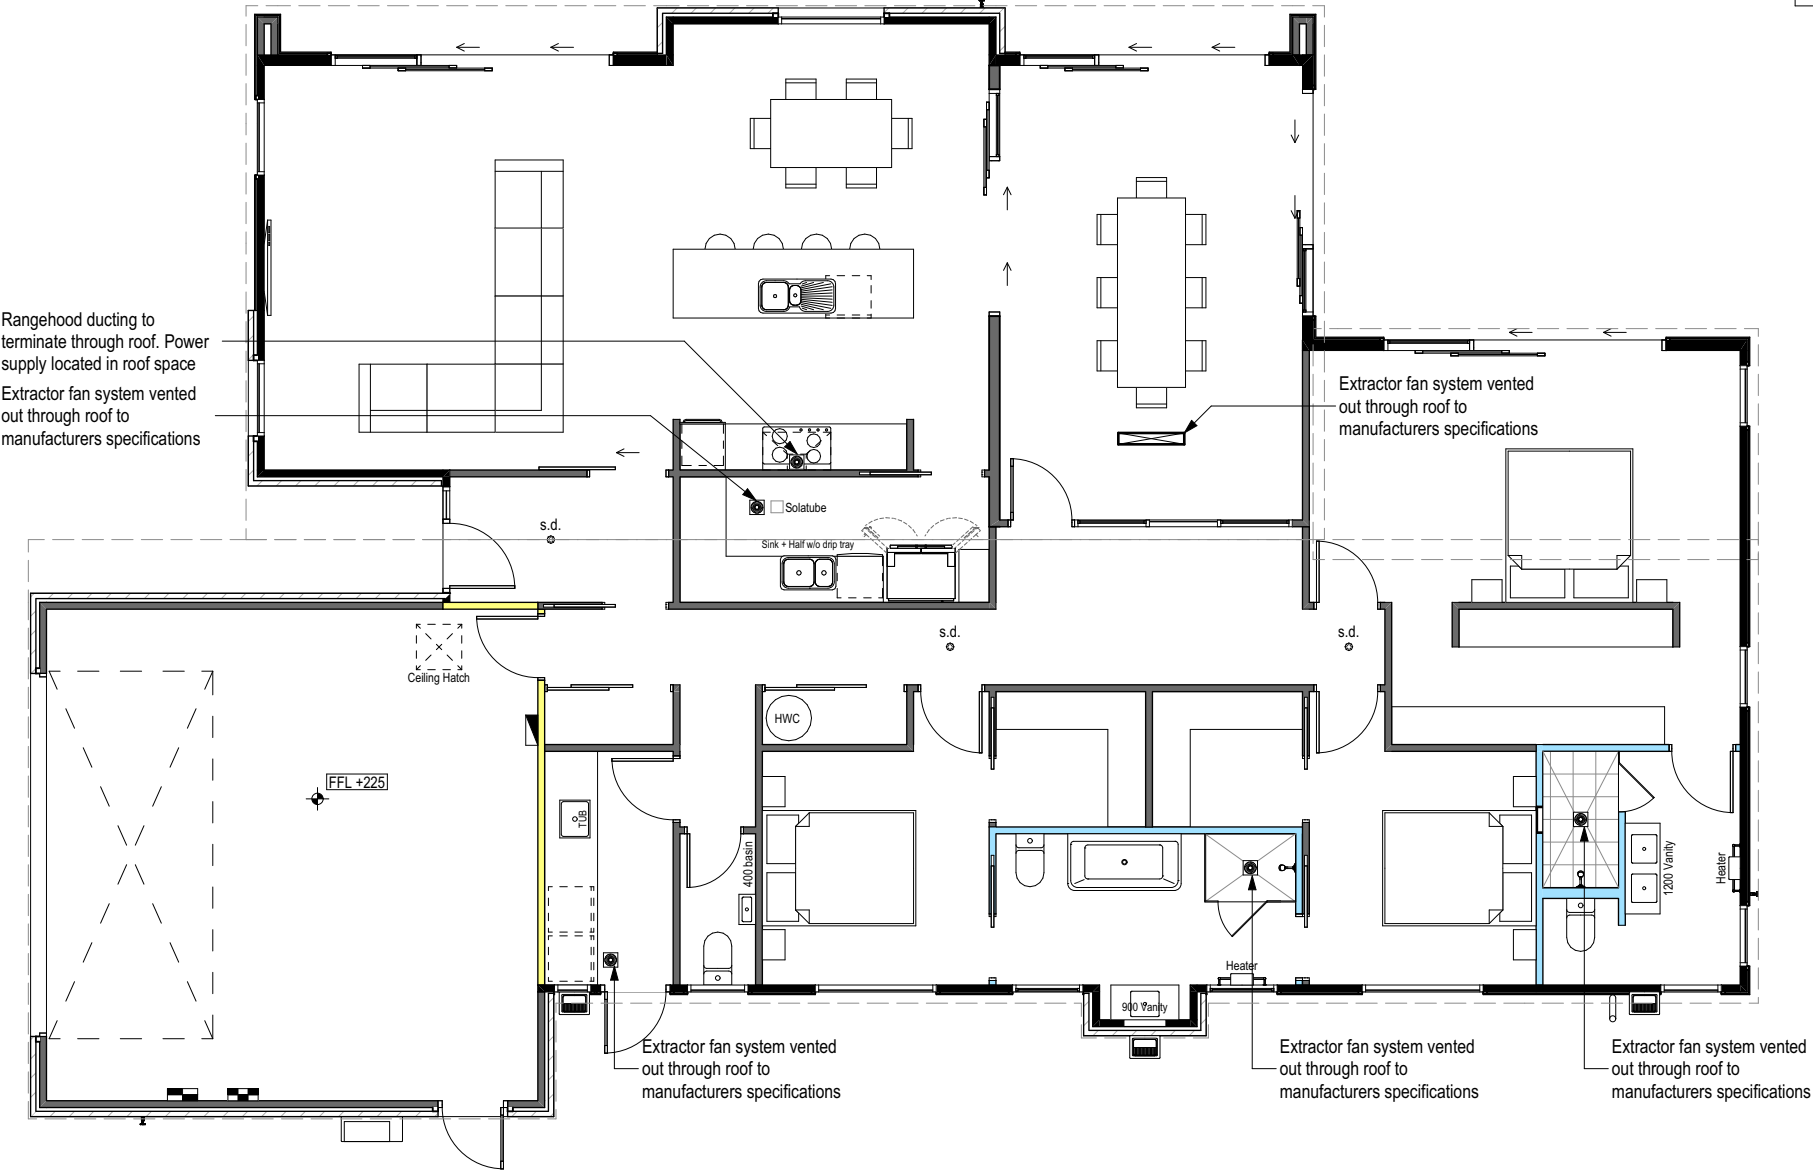 Rangehood ducting to
terminate through roof. Power
supply located in roof space
Extractor fan system vented
out through roof to
manufacturers specifications
Extractor fan system vented
out through roof to
manufacturers specifications
Solatube
s.d.
Sink + Half w/o drip tray
s.d.
s.d.
Ceiling Hatch
HWC
FFL +225
TUB
400 basin
1200 Vanity
Heater
Heater
900 Vanity
Extractor fan system vented
out through roof to
manufacturers specifications
Extractor fan system vented
out through roof to
manufacturers specifications
Extractor fan system vented
out through roof to
manufacturers specifications